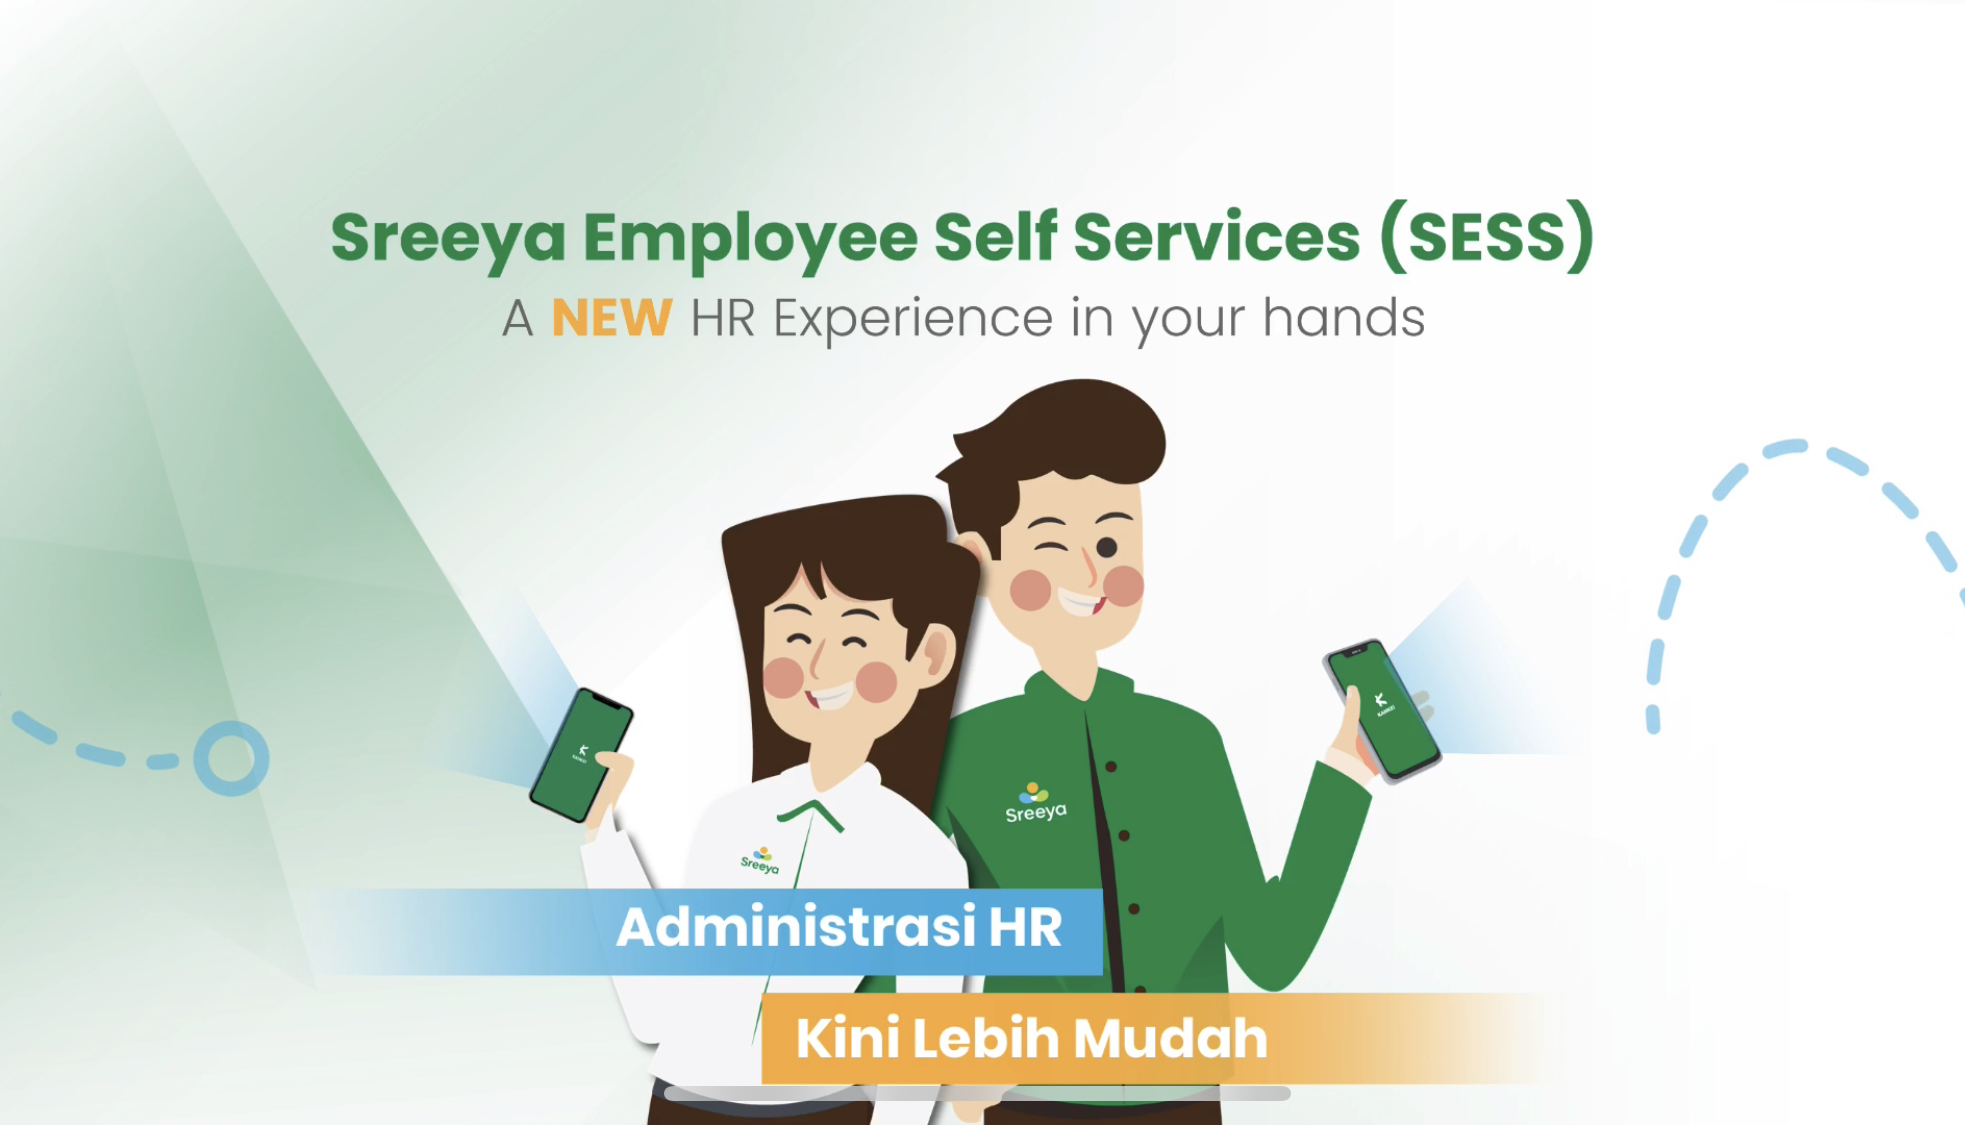 Sreeya Employee Self Services (SESS)
A NEW HR Experience in your hands
Sreeya
Sreeya
Administrasi HR
Kini Lebih Mudah